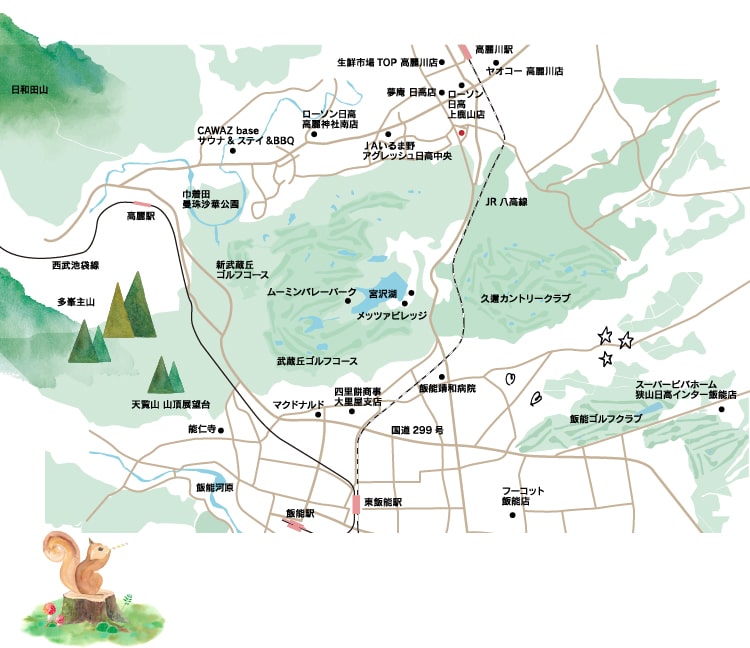 高麗川駅
生鮮市場 TOP 高麗川店
ヤオコー 高麗川店
日和田山
夢庵 日高店
ローソン
日高
上鹿山店
ローソン日高
高麗神社南店
CAWAZ base
サウナ & ステイ &BBQ
JAいるま野
アグレッシュ日高中央
巾着田
曼珠沙華公園
JR 八高線
高麗駅
西武池袋線
新武蔵丘
ゴルフコース
多峯主山
ムーミンバレーパーク
宮沢湖
久邇カントリークラブ
メッツァビレッジ
武蔵丘ゴルフコース
スーパービバホーム
狭山日高インター飯能店
飯能靖和病院
四里餅商事
大里屋支店
天覧山 山頂展望台
マクドナルド
飯能ゴルフクラブ
能仁寺
国道 299 号
飯能河原
フーコット
飯能店
東飯能駅
飯能駅